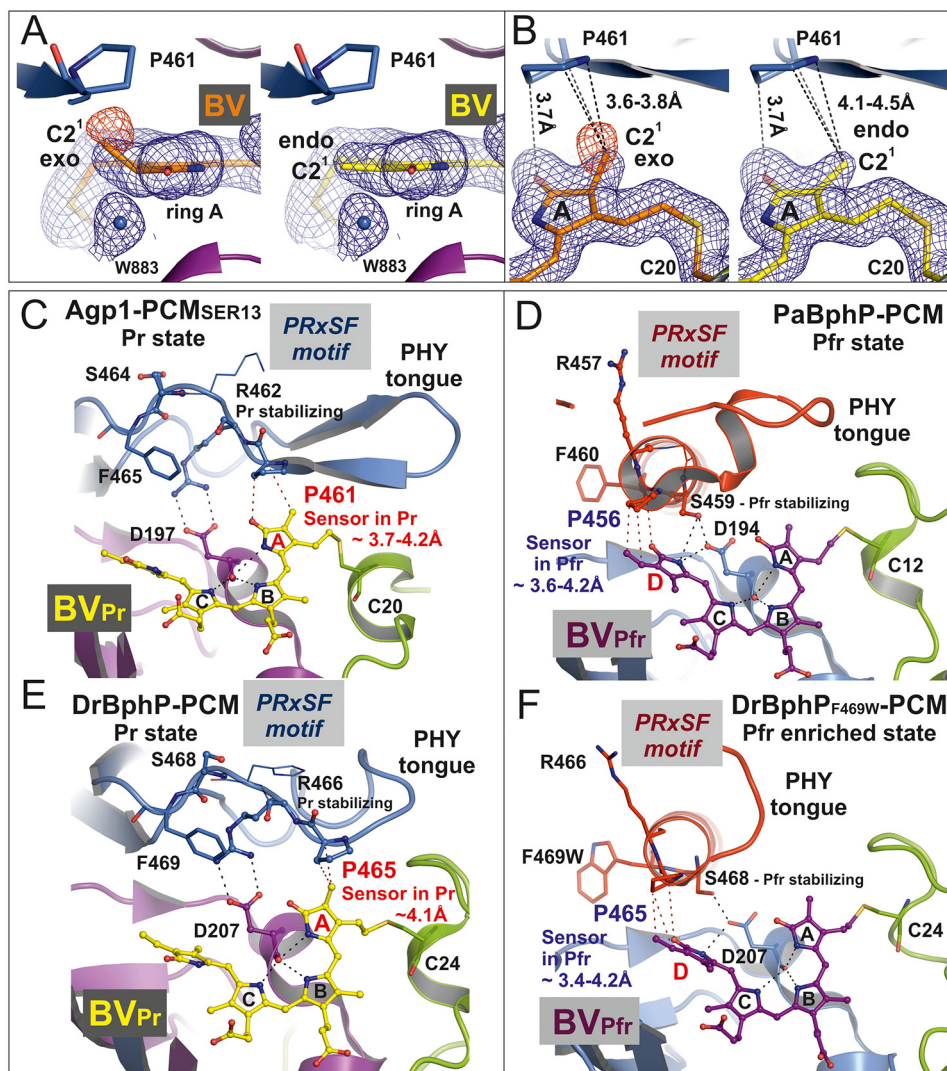 A
P461
BV
C2¹
exo
ring A
W883
P461
BV
endo
C2¹
ring A
W883
B
P461
3.7Å
3.6-3.8Å
C2¹
exo
A
C20
P461
3.7Å
4.1-4.5Å
endo
C2¹
A
C20
C
Agp1-PCMSER13
Pr state
PRxSF
motif
PHY
tongue
S464
R462
Pr stabilizing
F465
P461
Sensor in Pr
~ 3.7-4.2Å
D197
A
B
C
C20
BVPr
D
PaBphP-PCM
Pfr state
PRxSF
motif
R457
PHY
tongue
F460
S459 - Pfr stabilizing
P456
Sensor
in Pfr
~ 3.6-4.2Å
D194
A
D
C12
C
B
BVPfr
E
DrBphP-PCM
Pr state
PRxSF
motif
PHY
tongue
S468
R466
Pr stabilizing
F469
P465
Sensor in Pr
~4.1Å
D207
A
C24
B
C
BVPr
F
DrBphPF469W-PCM
Pfr enriched state
PRxSF
motif
R466
PHY
tongue
F469W
S468 - Pfr stabilizing
P465
Sensor
in Pfr
~ 3.4-4.2Å
D207
A
C24
D
C
B
BVPfr